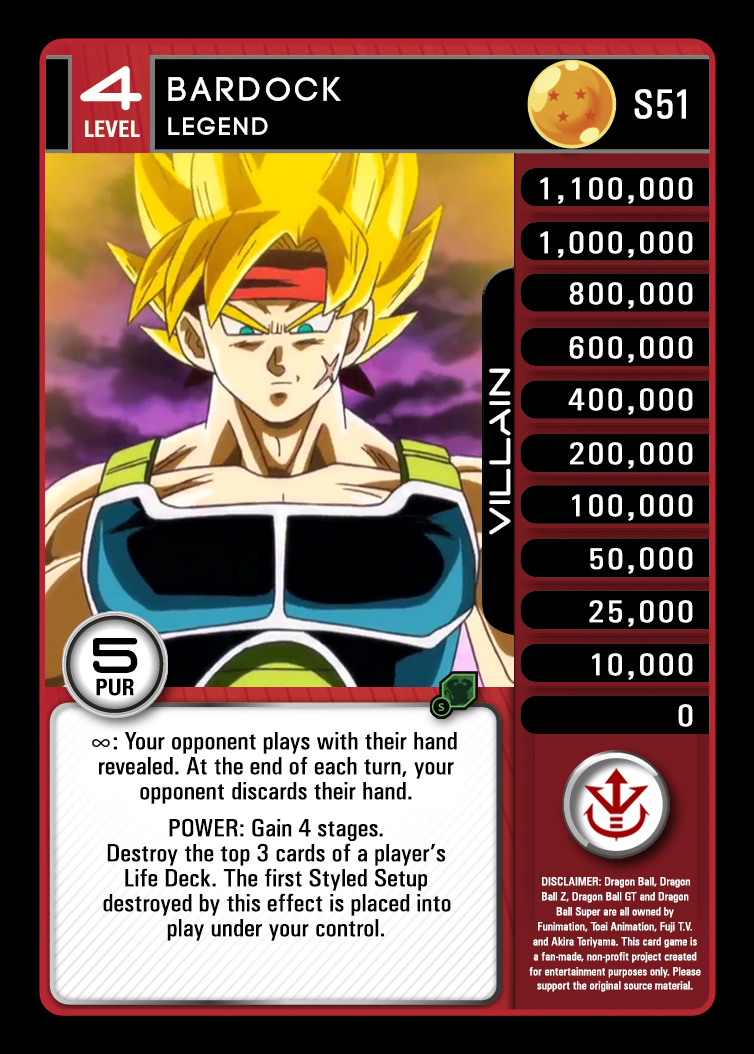 4
LEVEL
BARDOCK
LEGEND
S51
1,100,000
1,000,000
800,000
600,000
400,000
200,000
100,000
50,000
25,000
10,000
0
VILLAIN
5
PUR
S
∞: Your opponent plays with their hand
revealed. At the end of each turn, your
opponent discards their hand.
POWER: Gain 4 stages.
Destroy the top 3 cards of a player's
Life Deck. The first Styled Setup
destroyed by this effect is placed into
play under your control.
DISCLAIMER: Dragon Ball, Dragon
Ball Z, Dragon Ball GT and Dragon
Ball Super are all owned by
Funimation, Toei Animation, Fuji T.V.
and Akira Toriyama. This card game is
a fan-made, non-profit project created
for entertainment purposes only. Please
support the original source material.